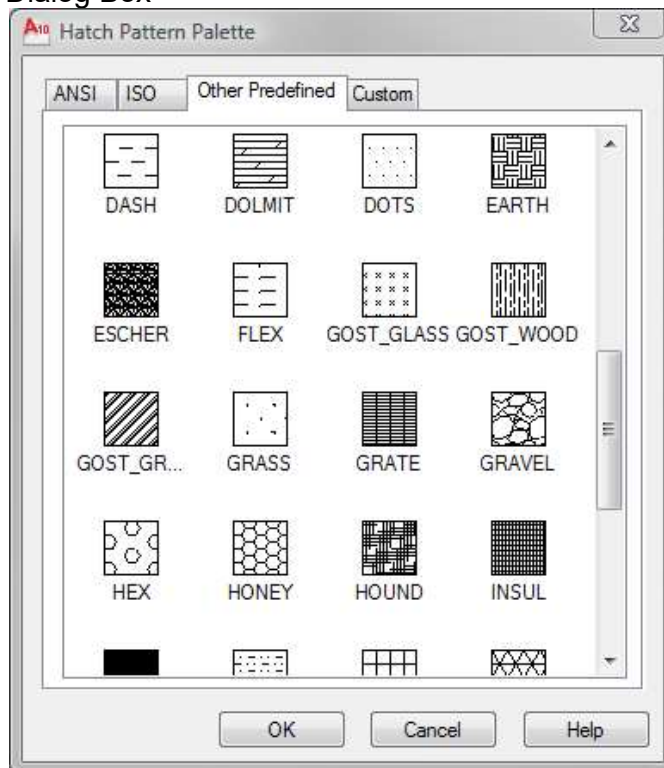 Dialog Box
A10 Hatch Pattern Palette
ANSI ISO Other Predefined Custom
DASH DOLMIT DOTS EARTH
ESCHER FLEX GOST_GLASS GOST_WOOD
GOST_GR... GRASS GRATE GRAVEL
HEX HONEY HOUND INSUL
OK Cancel Help